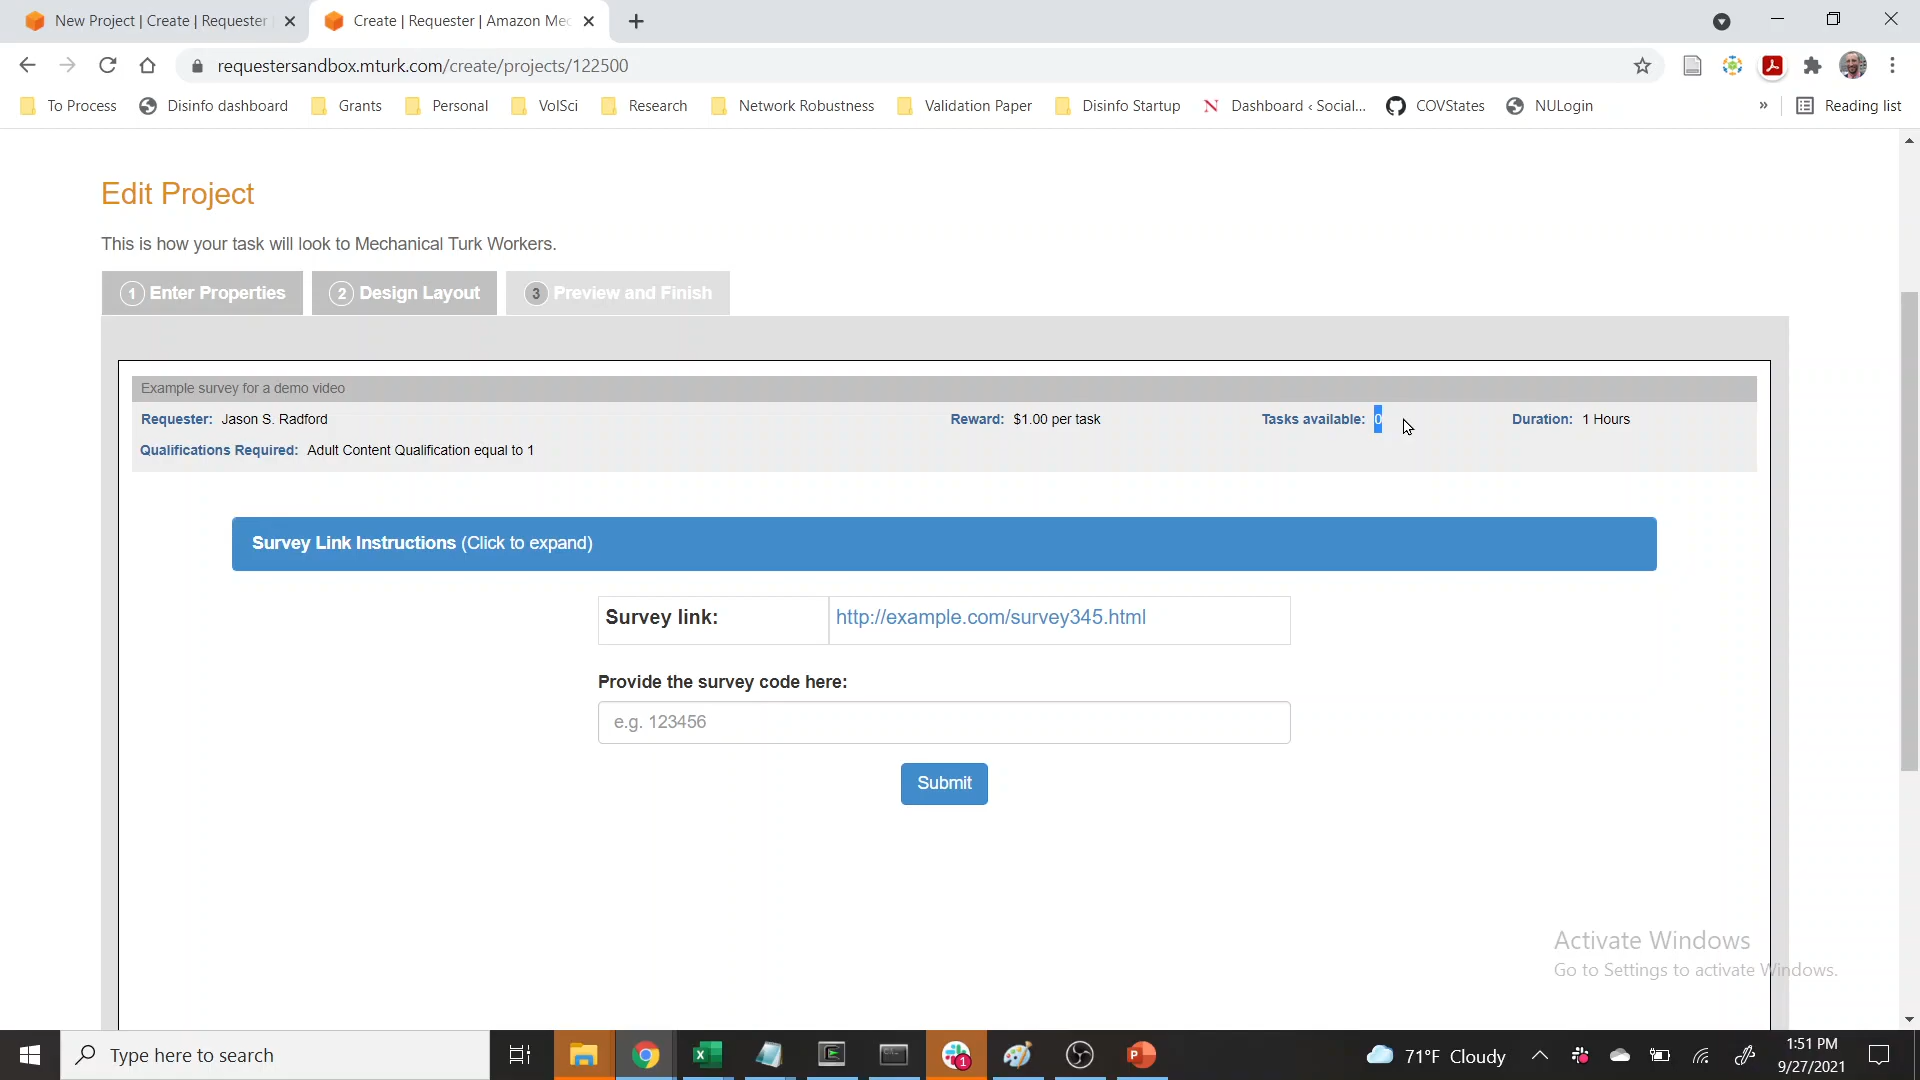 New Project | Create | Requester
Create | Requester | Amazon Mec
requestersandbox.mturk.com/create/projects/122500
To Process
Disinfo dashboard
Grants
Personal
VolSci
Research
Network Robustness
Validation Paper
Disinfo Startup
Dashboard ‹ Social...
COVStates
NULogin
»
Reading list
Edit Project
This is how your task will look to Mechanical Turk Workers.
1 Enter Properties
2 Design Layout
3 Preview and Finish
Example survey for a demo video
Requester: Jason S. Radford
Reward: $1.00 per task
Tasks available: 0
Duration: 1 Hours
Qualifications Required: Adult Content Qualification equal to 1
Survey Link Instructions (Click to expand)
Survey link:
http://example.com/survey345.html
Provide the survey code here:
e.g. 123456
Submit
Activate Windows
Go to Settings to activate Windows.
Type here to search
1
71°F Cloudy
1:51 PM
9/27/2021